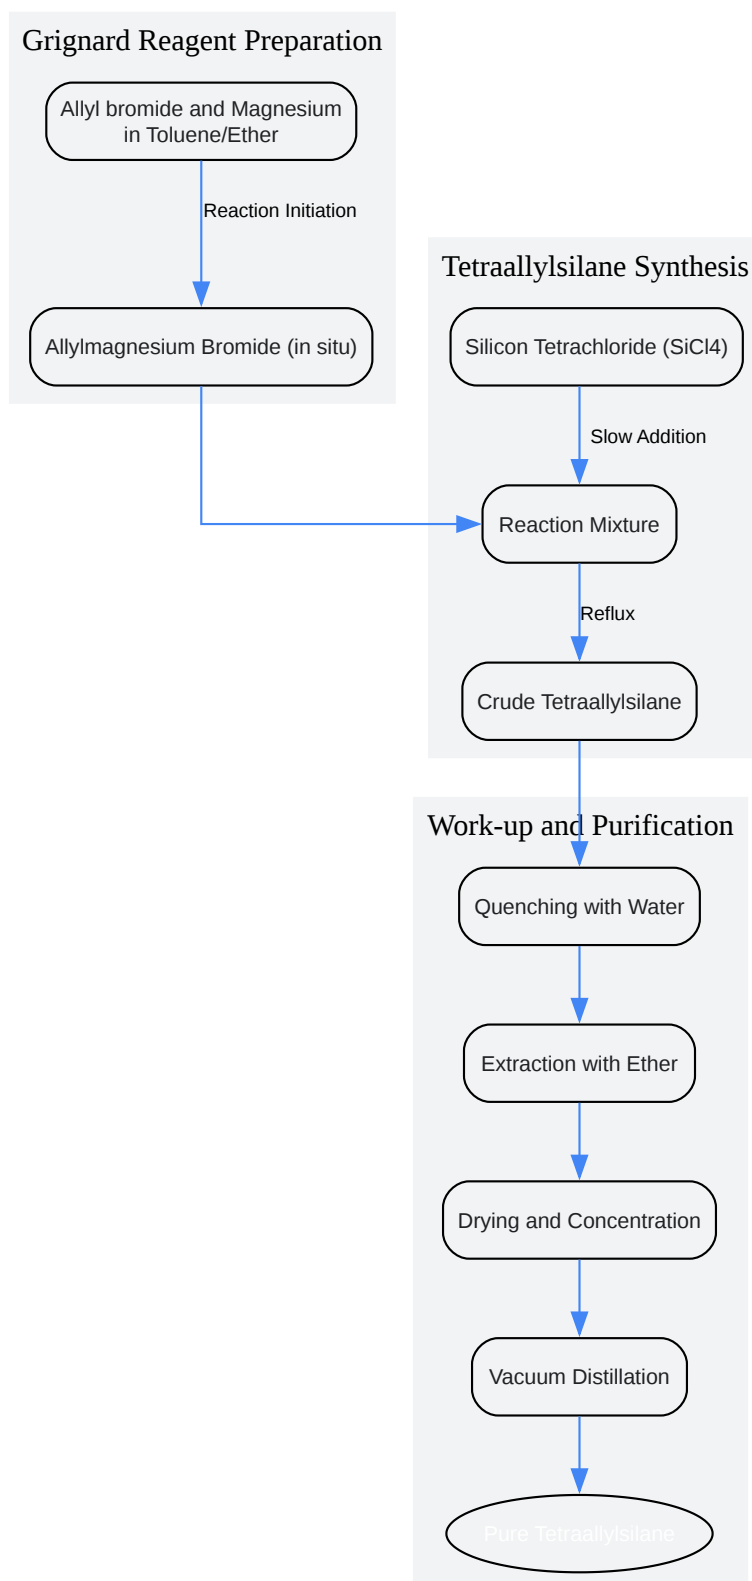 Grignard Reagent Preparation
Allyl bromide and Magnesium
in Toluene/Ether
Reaction Initiation
Allylmagnesium Bromide (in situ)
Tetraallylsilane Synthesis
Silicon Tetrachloride (SiCl4)
Slow Addition
Reaction Mixture
Reflux
Crude Tetraallylsilane
Work-up and Purification
Quenching with Water
Extraction with Ether
Drying and Concentration
Vacuum Distillation
Pure Tetraallylsilane